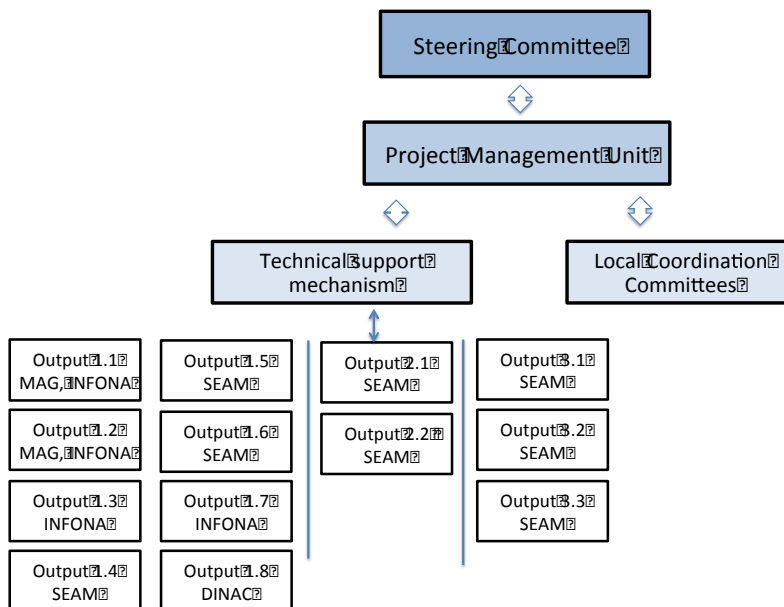 Steering Committee
Project Management Unit
Technical support
mechanism
Local Coordination
Committees
Output 1.1
MAG, INFONA
Output 1.2
MAG, INFONA
Output 1.3
INFONA
Output 1.4
SEAM
Output 1.5
SEAM
Output 1.6
SEAM
Output 1.7
INFONA
Output 1.8
DINAC
Output 2.1
SEAM
Output 2.2
SEAM
Output 3.1
SEAM
Output 3.2
SEAM
Output 3.3
SEAM